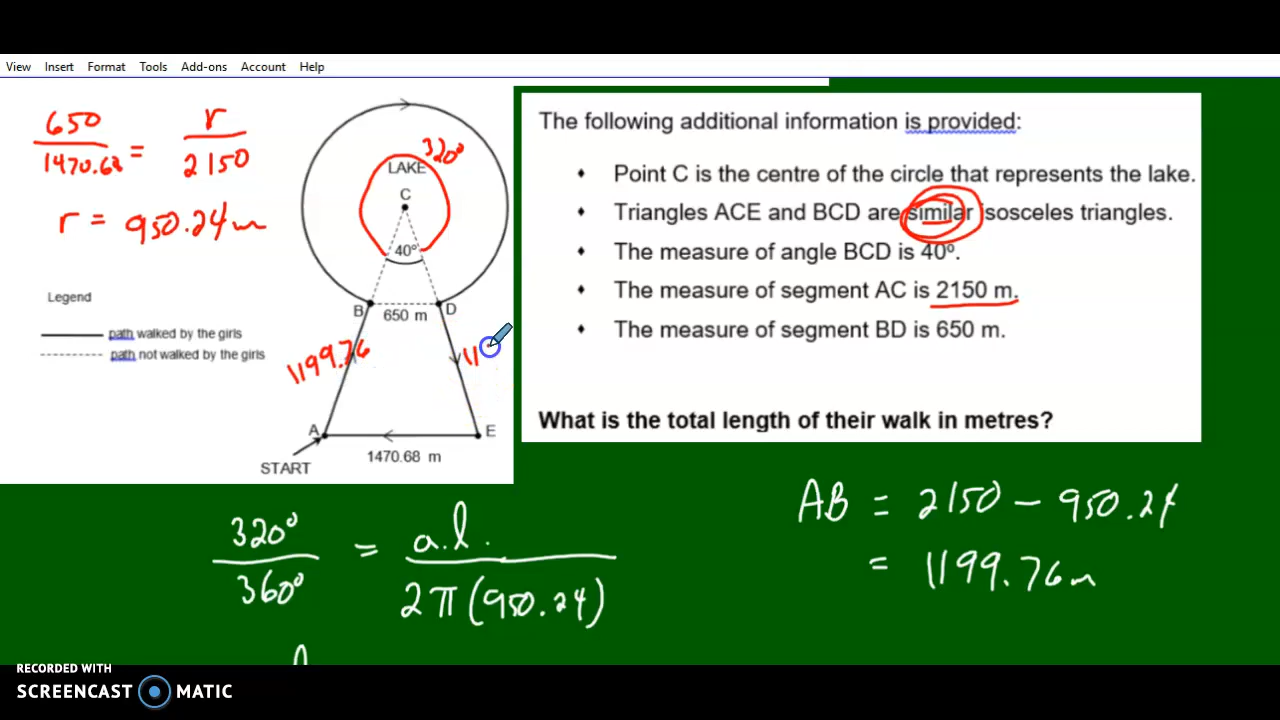 View Insert Format Tools Add-ons Account Help
650 / 1470.68 = r / 2150
r = 950.24m
320°
LAKE
C
40°
B D
650 m
1199.76
11
A E
START
1470.68 m
Legend
path walked by the girls
path not walked by the girls
The following additional information is provided:
♦ Point C is the centre of the circle that represents the lake.
♦ Triangles ACE and BCD are similar isosceles triangles.
♦ The measure of angle BCD is 40º.
♦ The measure of segment AC is 2150 m.
♦ The measure of segment BD is 650 m.
What is the total length of their walk in metres?
320° / 360° = a.l. / 2π(950.24)
AB = 2150 - 950.24
= 1199.76m
RECORDED WITH
SCREENCAST MATIC